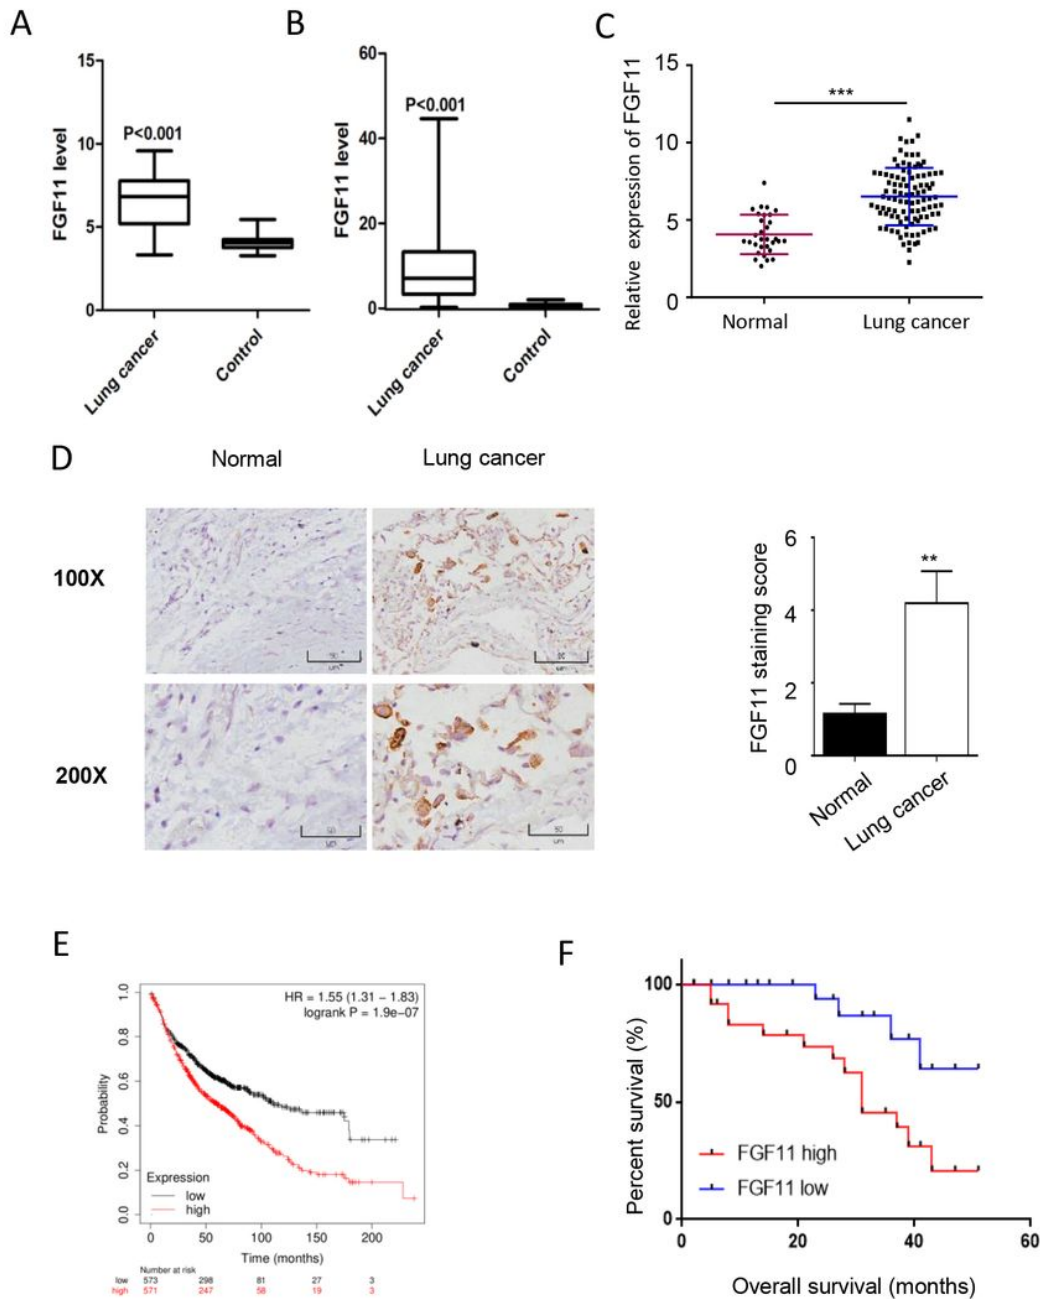 A
B
C
15
10
5
0
FGF11 level
P<0.001
Lung cancer
Control
60
40
20
0
FGF11 level
P<0.001
Lung cancer
Control
15
10
5
0
Relative expression of FGF11
***
Normal
Lung cancer
D
Normal
Lung cancer
100X
200X
50
6
4
2
0
FGF11 staining score
**
Normal
Lung cancer
E
HR = 1.55 (1.31 − 1.83)
logrank P = 1.9e−07
1.0
0.8
0.6
0.4
0.2
0.0
Probability
Expression
low
high
0 50 100 150 200
Time (months)
Number at risk
low 573 298 81 27 3
high 571 247 58 19 3
F
100
50
0
Percent survival (%)
FGF11 high
FGF11 low
0 20 40 60
Overall survival (months)